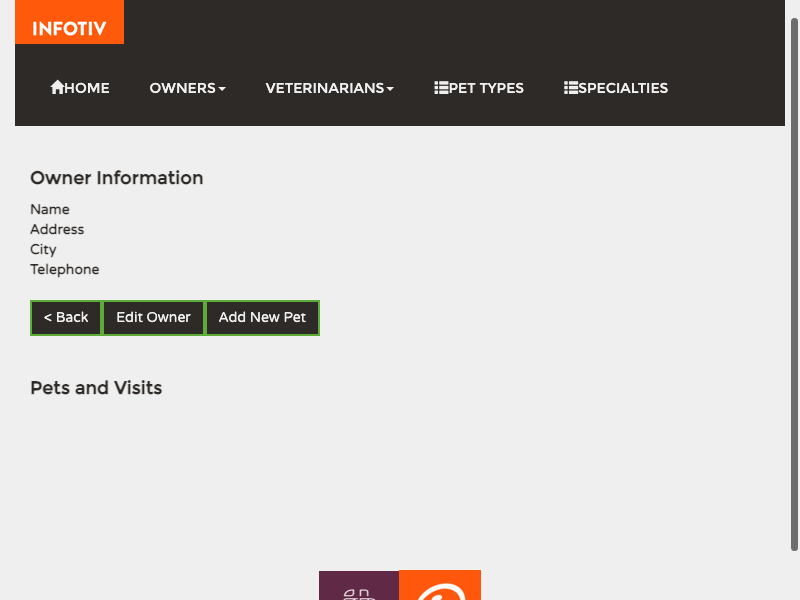 INFOTIV
HOME OWNERS VETERINARIANS PET TYPES SPECIALTIES
Owner Information
Name
Address
City
Telephone
< Back Edit Owner Add New Pet
Pets and Visits